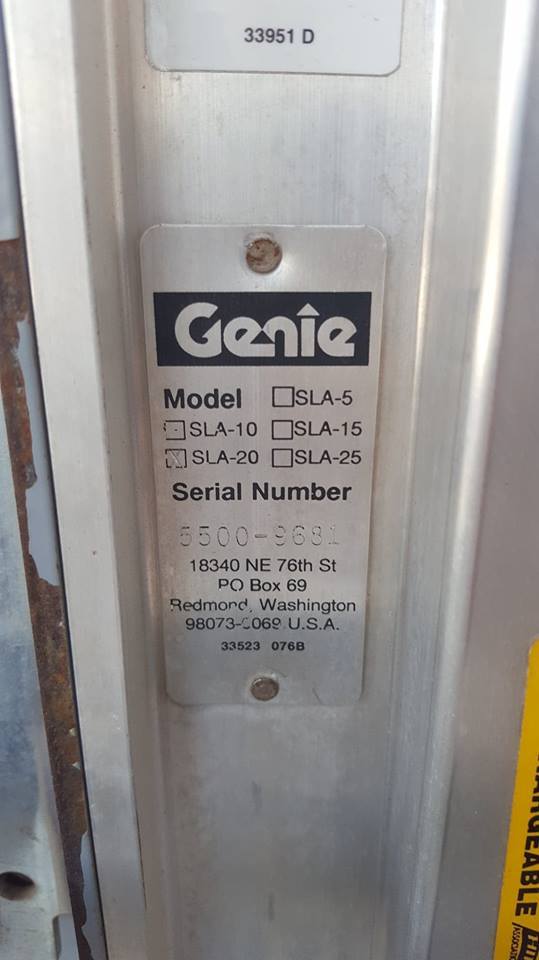 33951 D
Genie
Model □SLA-5
□SLA-10 □SLA-15
☒SLA-20 □SLA-25
Serial Number
5500-9681
18340 NE 76th St
PO Box 69
Redmond, Washington
98073-0069 U.S.A.
33523 076B
ASSOCIAT